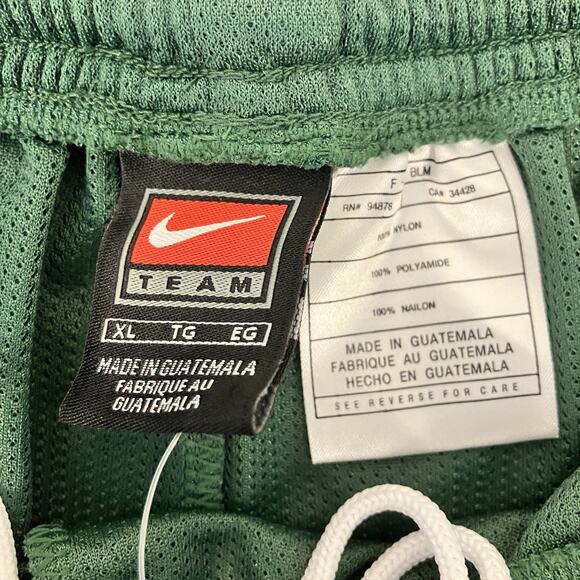 TEAM
XL TG EG
MADE IN GUATEMALA
FABRIQUE AU
GUATEMALA
F BLM
RN# 94878 CA# 34428
NYLON
100% POLYAMIDE
100% NAILON
MADE IN GUATEMALA
FABRIQUE AU GUATEMALA
HECHO EN GUATEMALA
SEE REVERSE FOR CARE